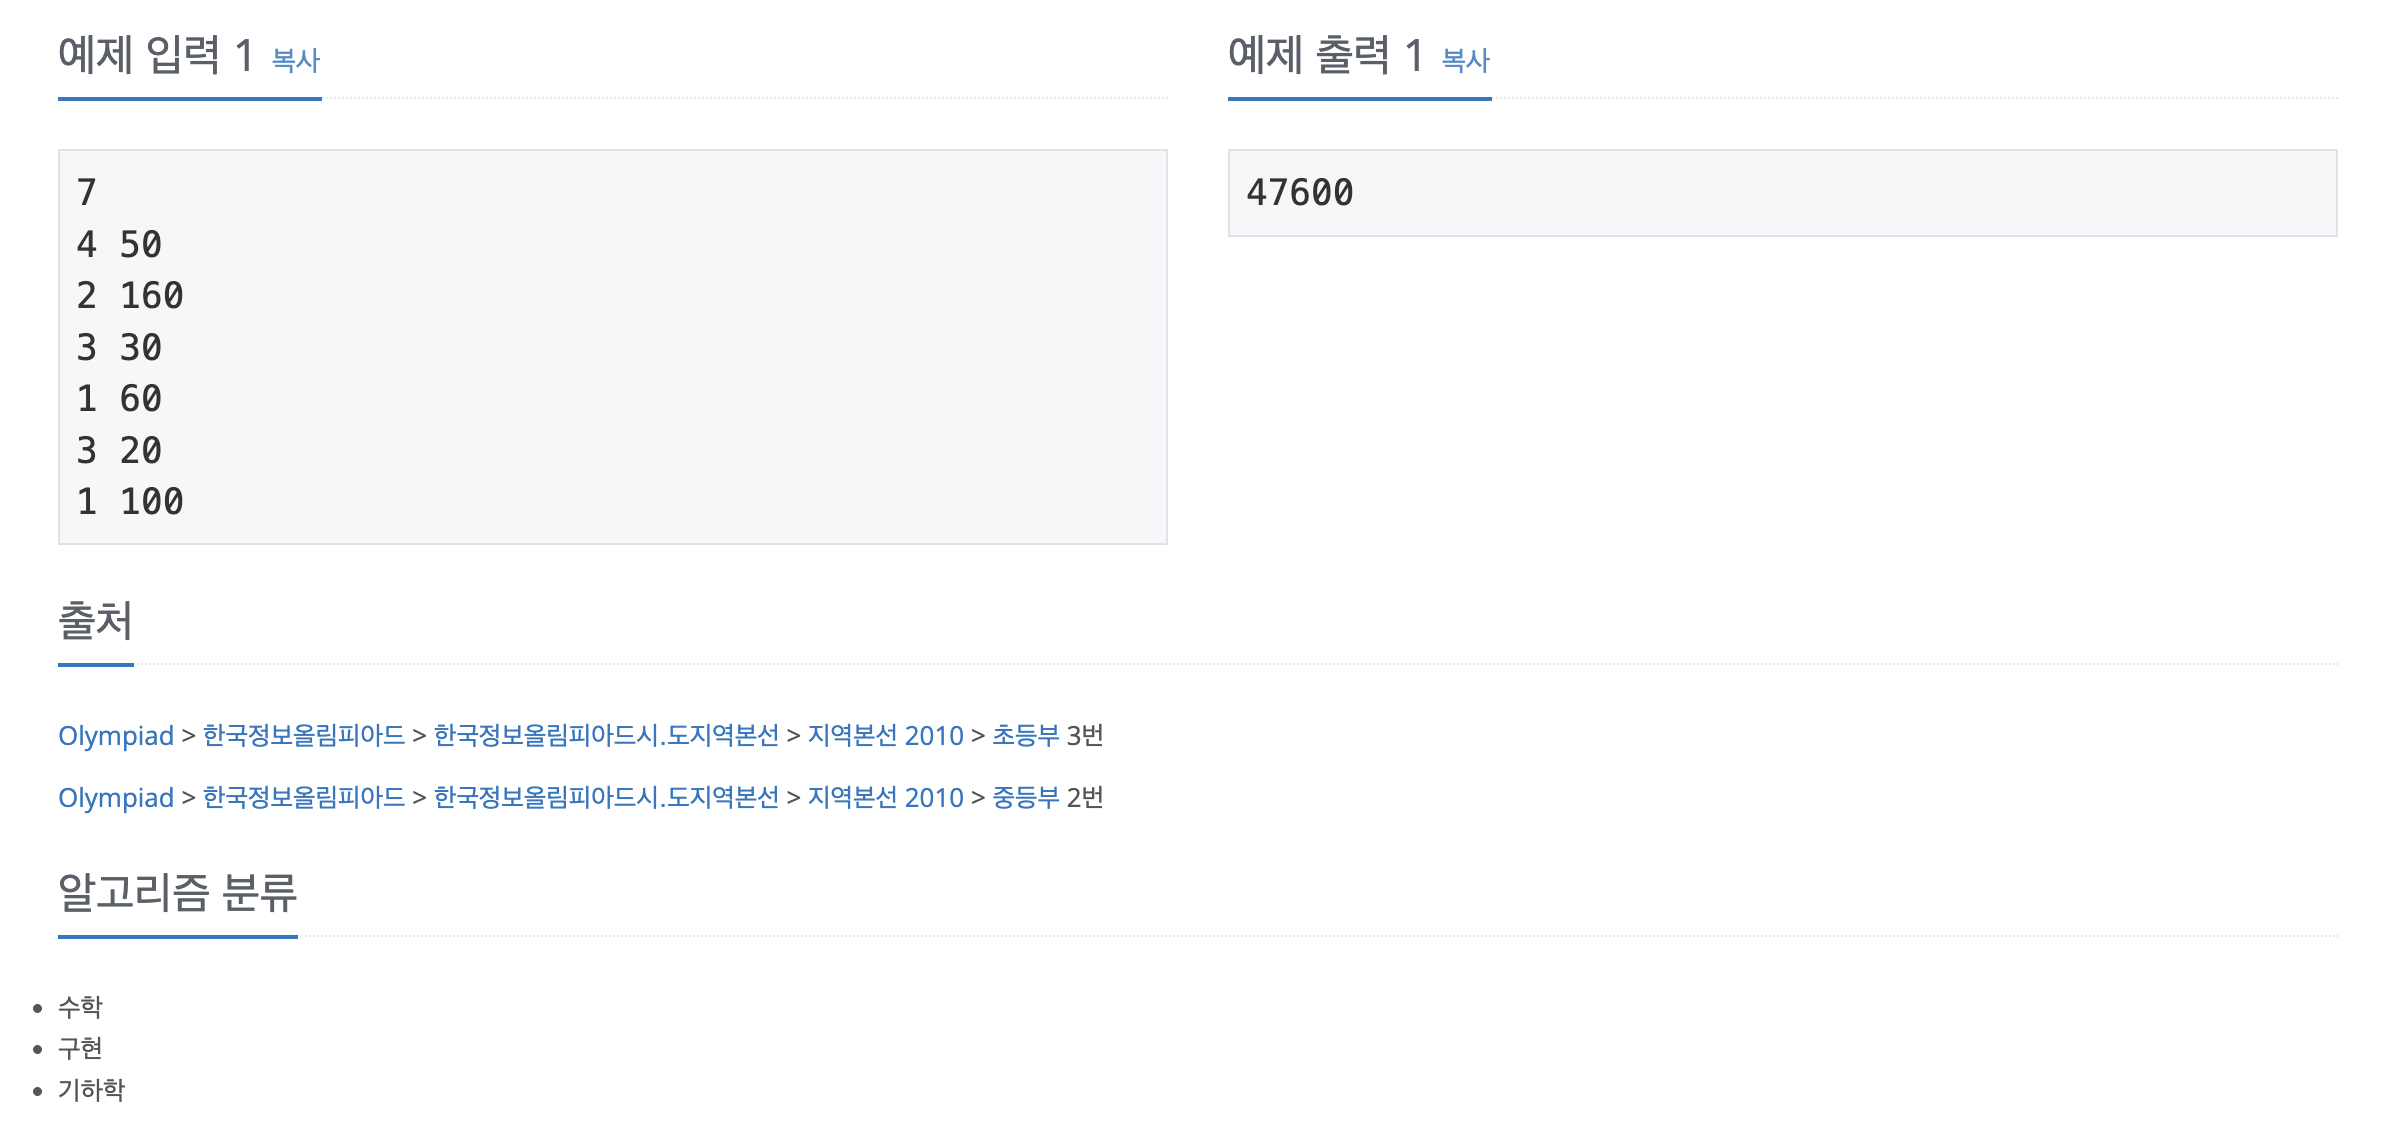 예제 입력 1 복사
7
4 50
2 160
3 30
1 60
3 20
1 100
예제 출력 1 복사
47600
출처
Olympiad > 한국정보올림피아드 > 한국정보올림피아드시.도지역본선 > 지역본선 2010 > 초등부 3번
Olympiad > 한국정보올림피아드 > 한국정보올림피아드시.도지역본선 > 지역본선 2010 > 중등부 2번
알고리즘 분류
• 수학
• 구현
• 기하학